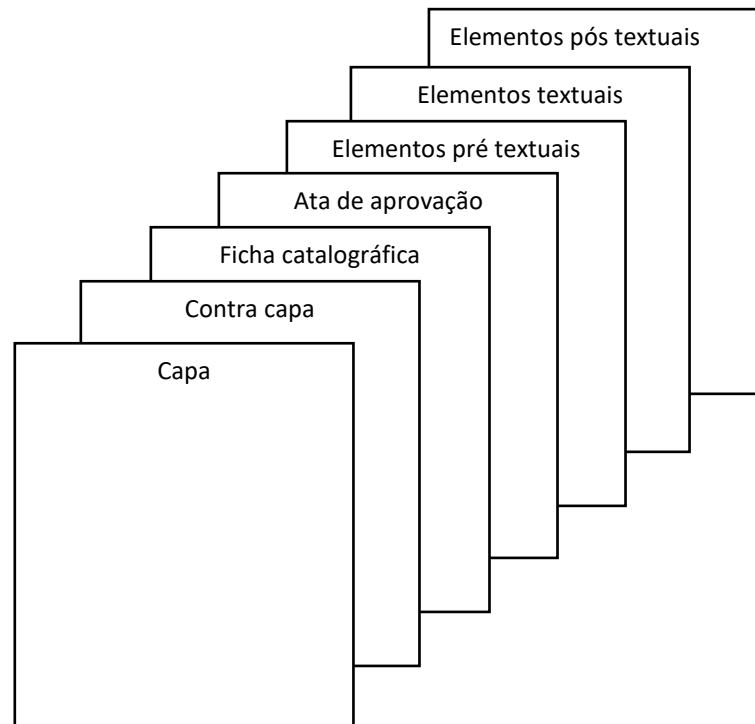 Elementos pós textuais
Elementos textuais
Elementos pré textuais
Ata de aprovação
Ficha catalográfica
Contra capa
Capa